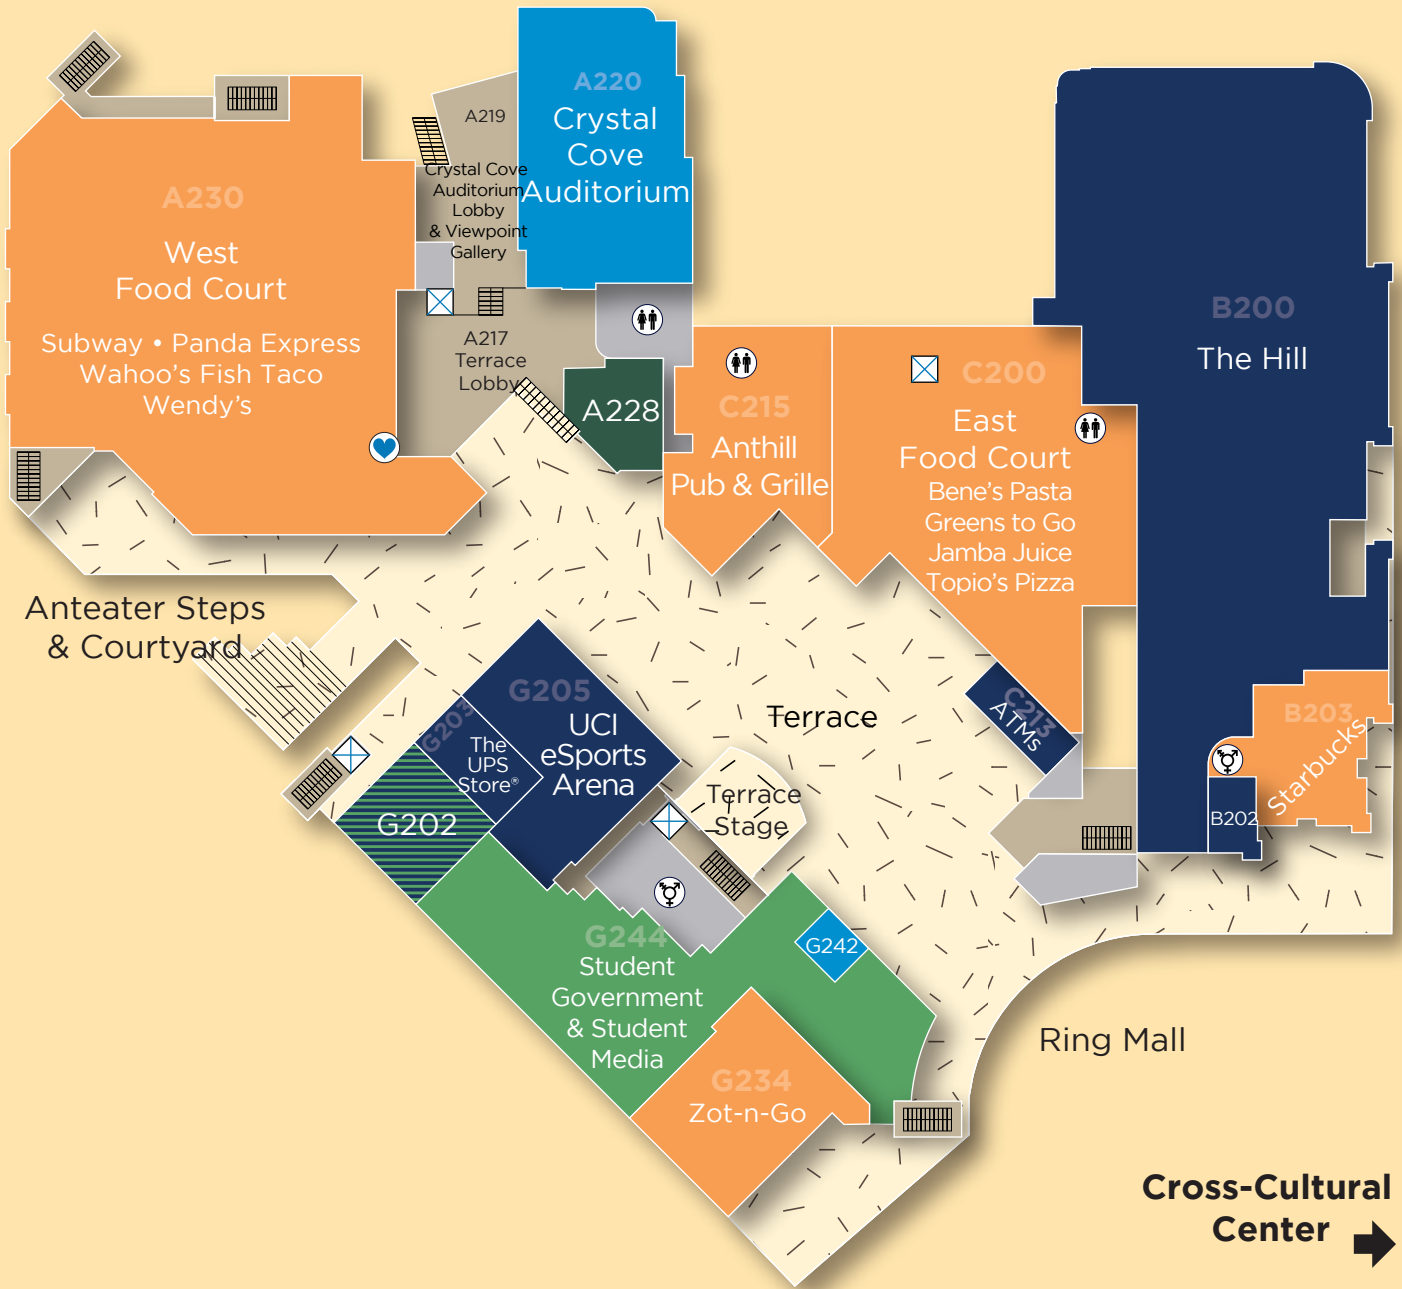 A220
Crystal
Cove
Auditorium
A219
Crystal Cove
Auditorium
Lobby
& Viewpoint
Gallery
A230
West
Food Court
Subway • Panda Express
Wahoo's Fish Taco
Wendy's
A217
Terrace
Lobby
A228
C215
Anthill
Pub & Grille
C200
East
Food Court
Bene's Pasta
Greens to Go
Jamba Juice
Topio's Pizza
B200
The Hill
Anteater Steps
& Courtyard
G205
UCI
eSports
Arena
G203
The
UPS
Store®
G202
Terrace
C213
ATMs
Terrace
Stage
B203
Starbucks
B202
G244
Student
Government
& Student
Media
G242
G234
Zot-n-Go
Ring Mall
Cross-Cultural
Center